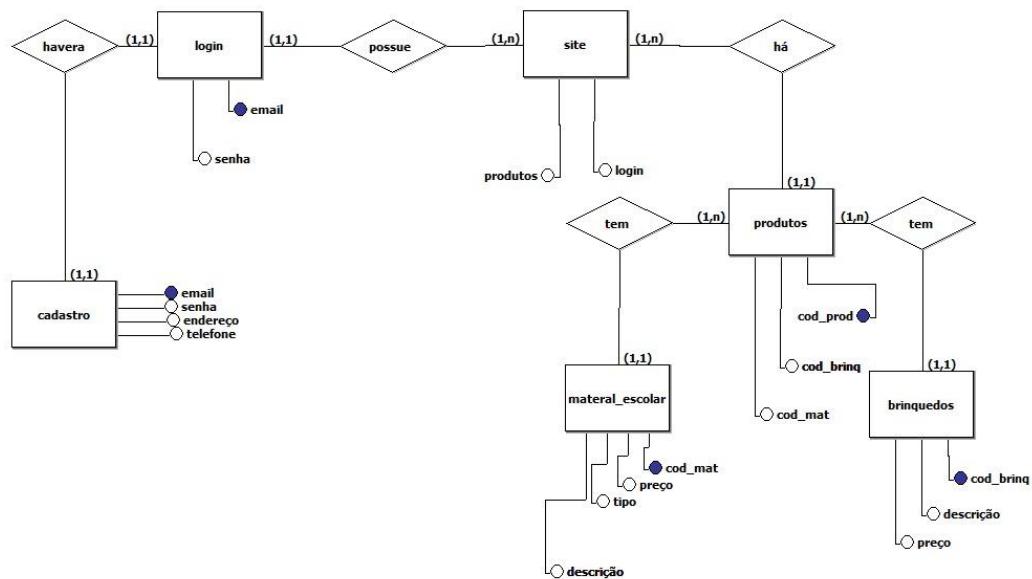 havera
(1,1)
login
(1,1)
possue
(1,n)
site
(1,n)
há
email
senha
produtos
login
(1,1)
tem
(1,n)
produtos
(1,n)
tem
(1,1)
cadastro
email
senha
endereço
telefone
cod_prod
cod_brinq
cod_mat
(1,1)
materal_escolar
(1,1)
brinquedos
cod_mat
preço
tipo
descrição
cod_brinq
descrição
preço